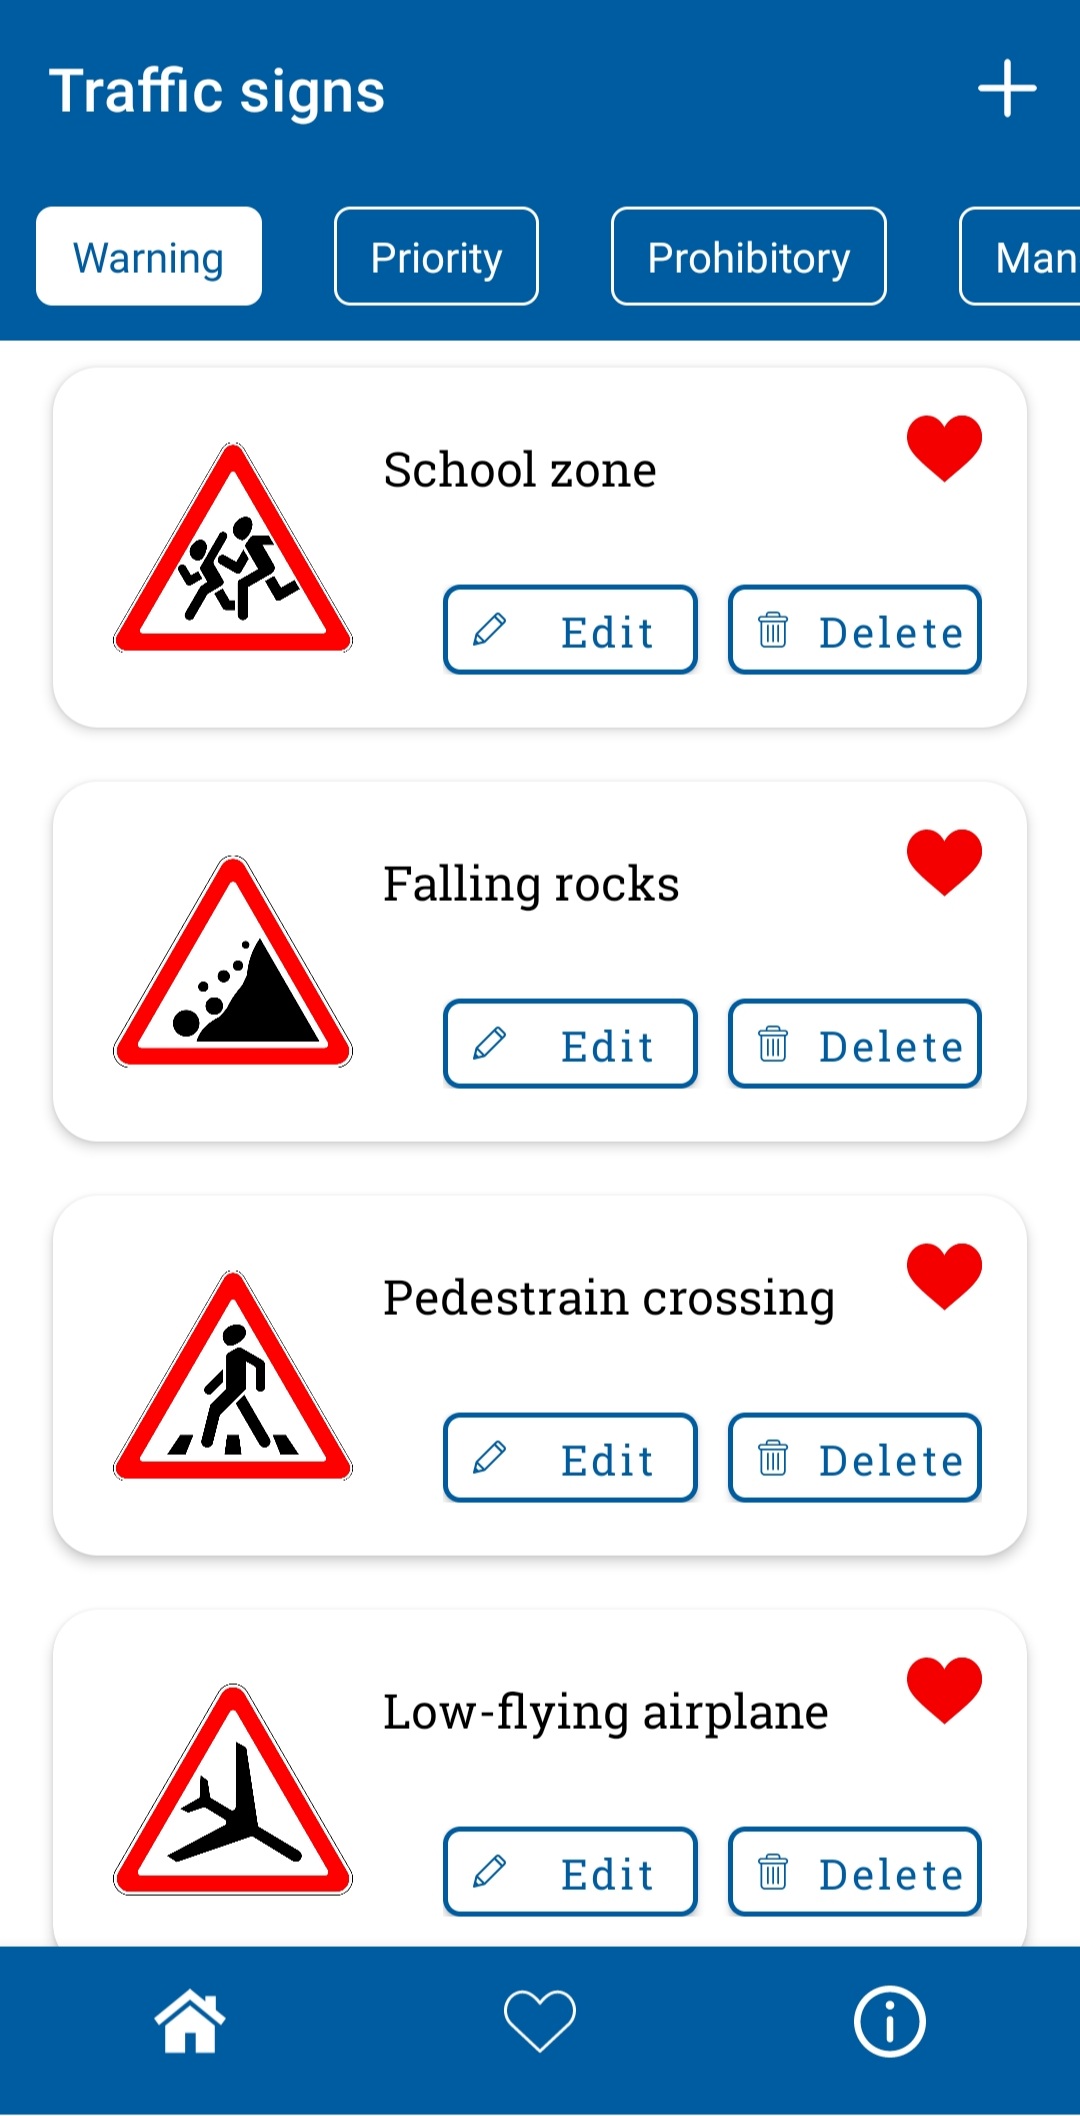 Traffic signs
Warning Priority Prohibitory Man
School zone
Edit Delete
Falling rocks
Edit Delete
Pedestrain crossing
Edit Delete
Low-flying airplane
Edit Delete